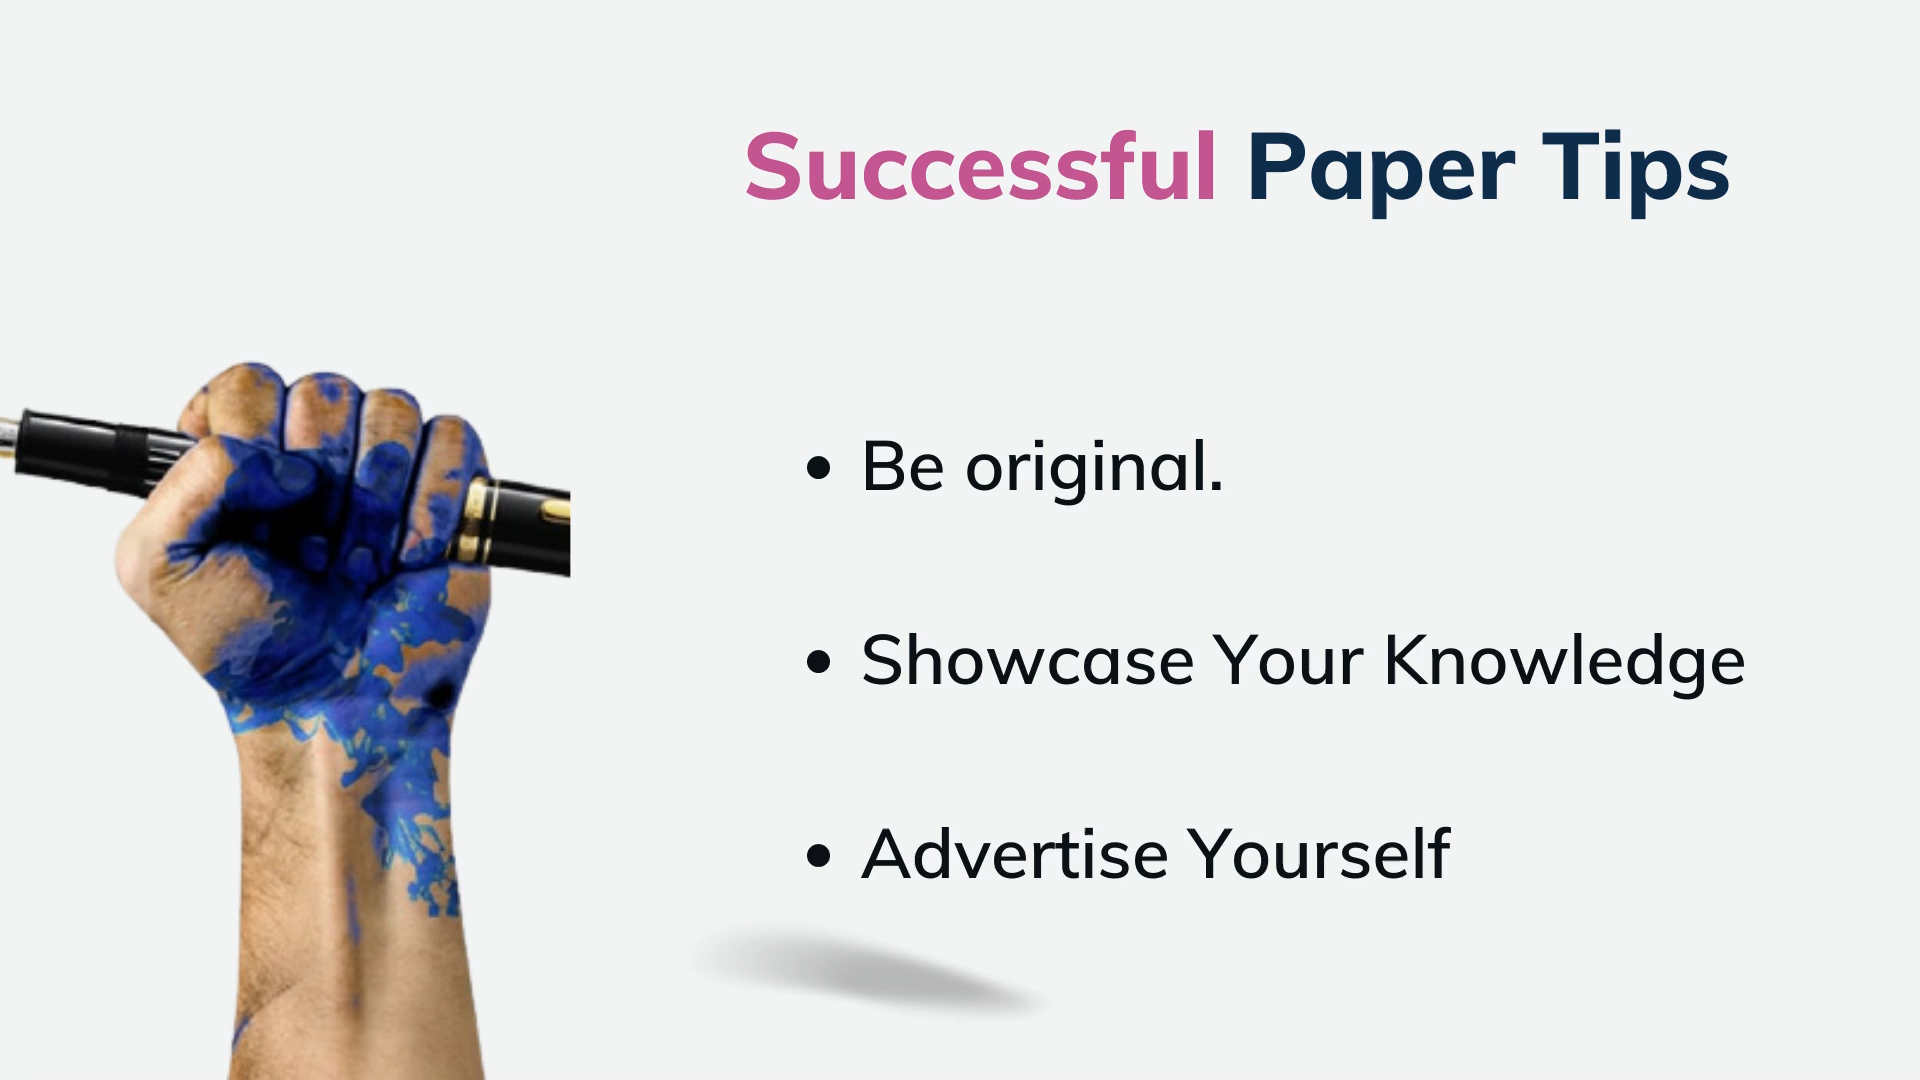 Successful Paper Tips
• Be original.
• Showcase Your Knowledge
• Advertise Yourself